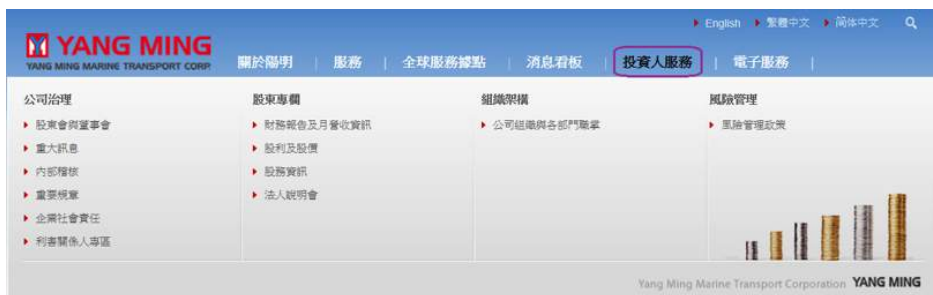 English 繁體中文 简体中文
YANG MING
YANG MING MARINE TRANSPORT CORP.
關於陽明 | 服務 | 全球服務據點 | 消息看板 | 投資人服務 | 電子服務 |
公司治理 股東專欄 組織架構 風險管理
股東會與董事會 財務報告及月營收資訊 公司組織與各部門職掌 風險管理政策
重大訊息 股利及股價
內部稽核 股務資訊
重要規章 法人說明會
企業社會責任
利害關係人專區
Yang Ming Marine Transport Corporation YANG MING